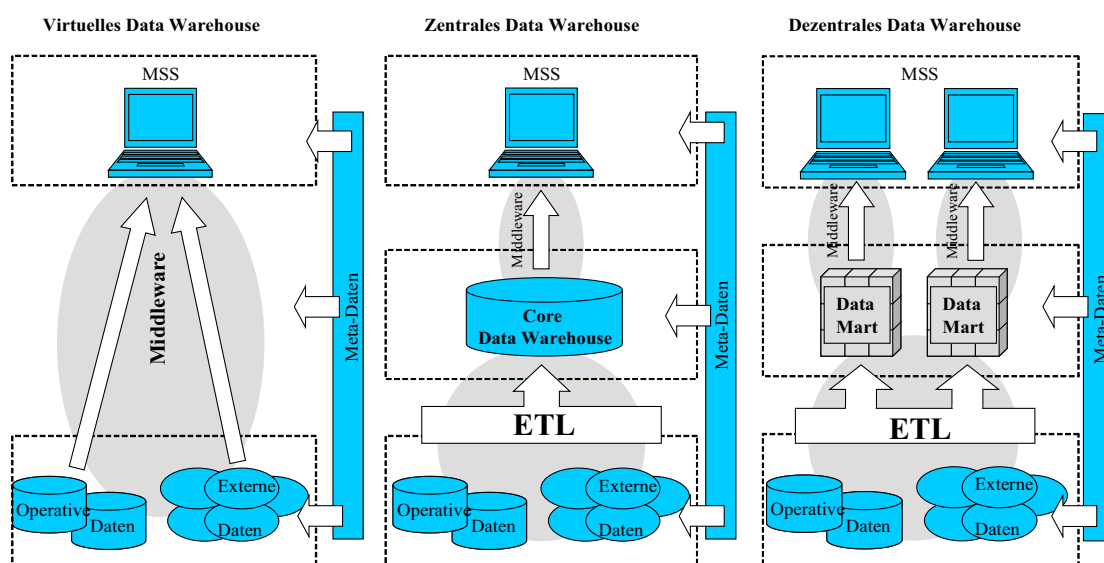 Virtuelles Data Warehouse
MSS
Middleware
Meta-Daten
Operative
Daten
Externe
Daten
Zentrales Data Warehouse
MSS
Middleware
Core
Data Warehouse
ETL
Meta-Daten
Operative
Daten
Externe
Daten
Dezentrales Data Warehouse
MSS
Middleware
Middleware
Data
Mart
Data
Mart
ETL
Meta-Daten
Operative
Daten
Externe
Daten